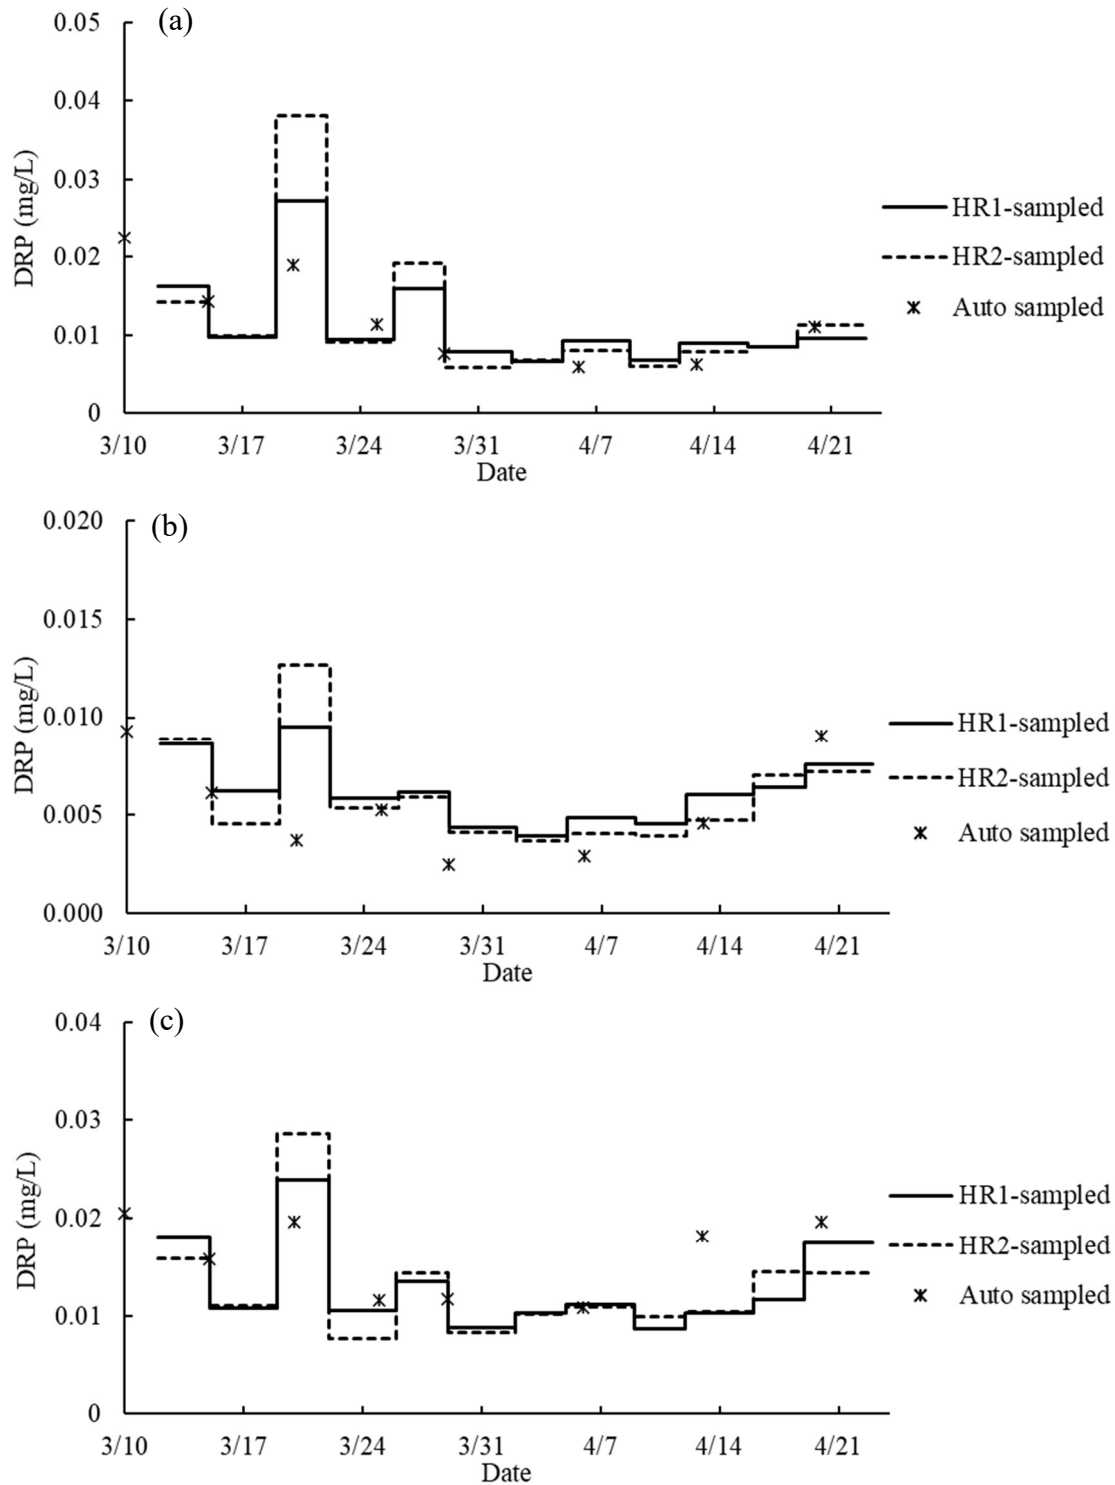 (a)
0.05
0.04
0.03
0.02
0.01
0
DRP (mg/L)
3/10 3/17 3/24 3/31 4/7 4/14 4/21
Date
HR1-sampled
HR2-sampled
Auto sampled
(b)
0.020
0.015
0.010
0.005
0.000
DRP (mg/L)
3/10 3/17 3/24 3/31 4/7 4/14 4/21
Date
HR1-sampled
HR2-sampled
Auto sampled
(c)
0.04
0.03
0.02
0.01
0
DRP (mg/L)
3/10 3/17 3/24 3/31 4/7 4/14 4/21
Date
HR1-sampled
HR2-sampled
Auto sampled